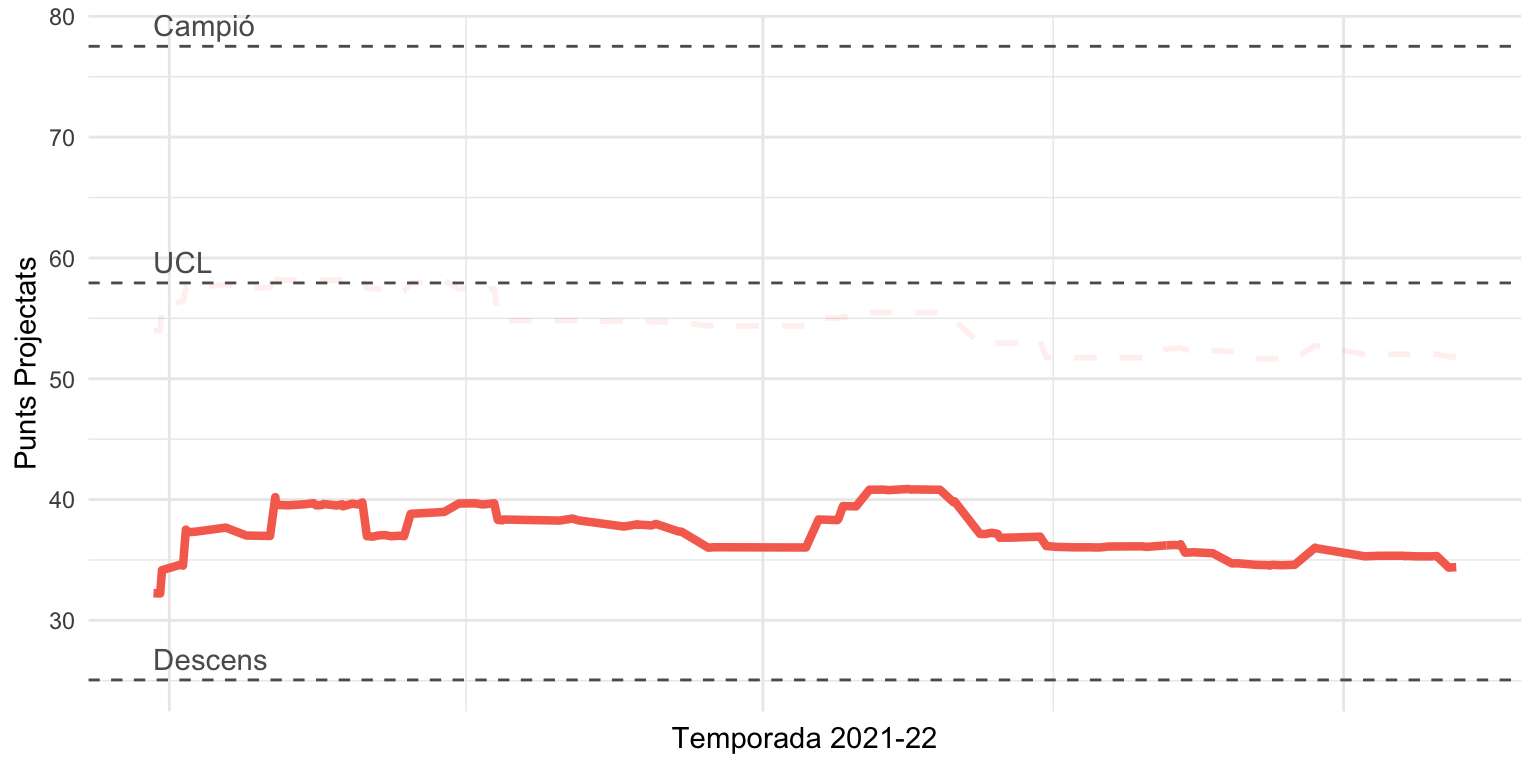 80
Campió
70
60
UCL
50
40
30
Descens
Punts Projectats
Temporada 2021-22